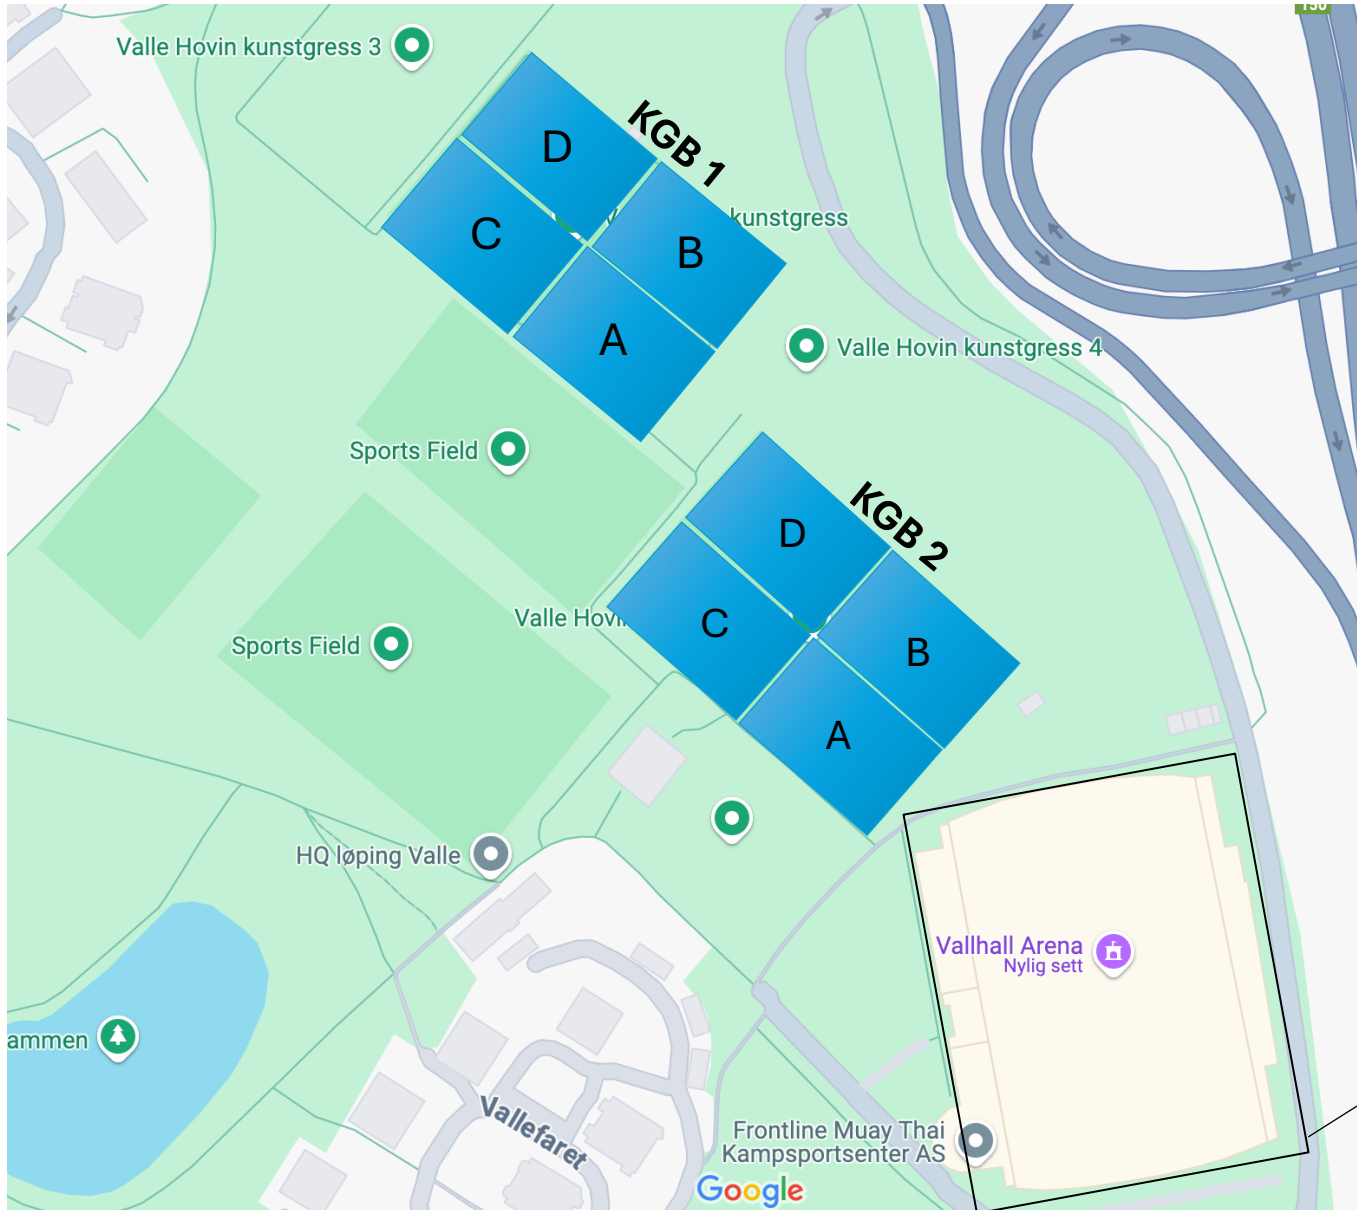 150
Valle Hovin kunstgress 3
KGB 1
D
C
B
A
kunstgress
Valle Hovin kunstgress 4
Sports Field
KGB 2
D
C
B
A
Valle Hovi
Sports Field
HQ løping Valle
Vallhall Arena
Nylig sett
ammen
Vallefaret
Frontline Muay Thai
Kampsportsenter AS
Google